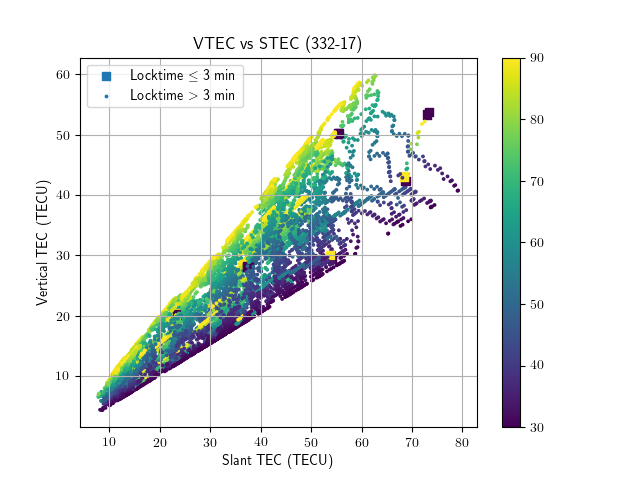 VTEC vs STEC (332-17)
Locktime ≤ 3 min
Locktime > 3 min
Vertical TEC (TECU)
60
50
40
30
20
10
10 20 30 40 50 60 70 80
Slant TEC (TECU)
90
80
70
60
50
40
30